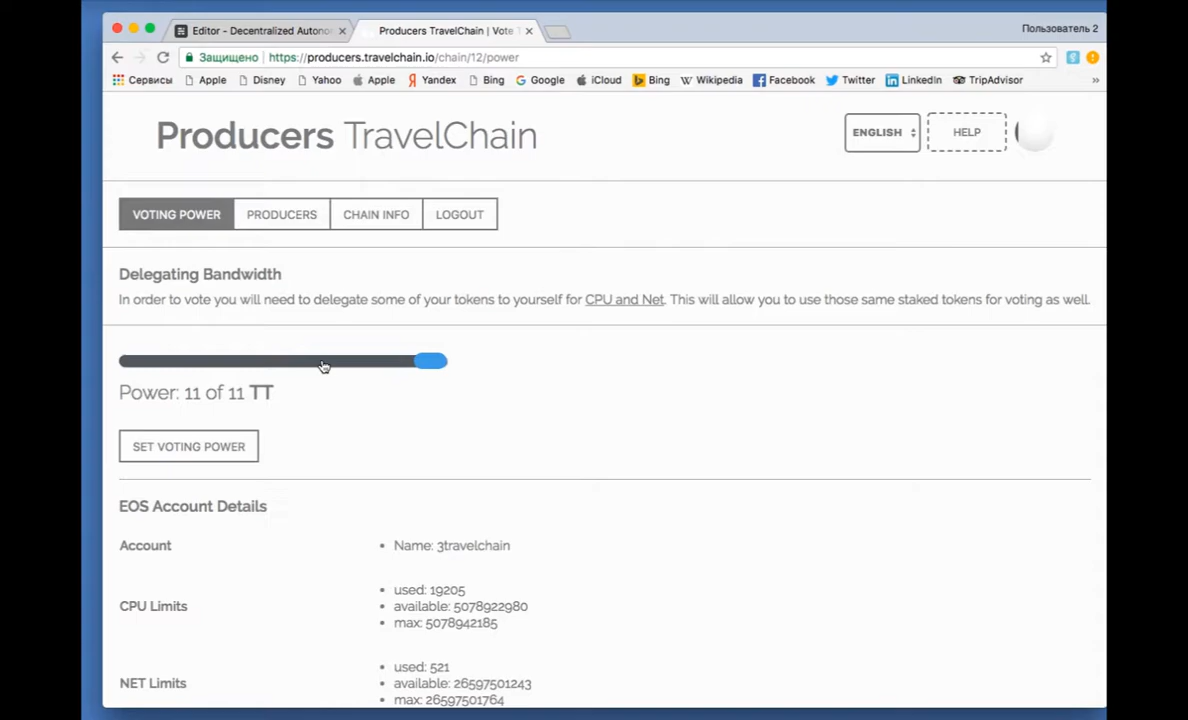 Editor - Decentralized Autono
Producers TravelChain | Vote
Пользователь 2
Защищено
https://producers.travelchain.io/chain/12/power
Сервисы Apple Disney Yahoo Apple Yandex Bing Google iCloud Bing Wikipedia Facebook Twitter LinkedIn TripAdvisor »
Producers TravelChain
ENGLISH
HELP
VOTING POWER PRODUCERS CHAIN INFO LOGOUT
Delegating Bandwidth
In order to vote you will need to delegate some of your tokens to yourself for CPU and Net. This will allow you to use those same staked tokens for voting as well.
Power: 11 of 11 TT
SET VOTING POWER
EOS Account Details
Account
• Name: 3travelchain
CPU Limits
• used: 19205
• available: 5078922980
• max: 5078942185
NET Limits
• used: 521
• available: 26597501243
• max: 26597501764